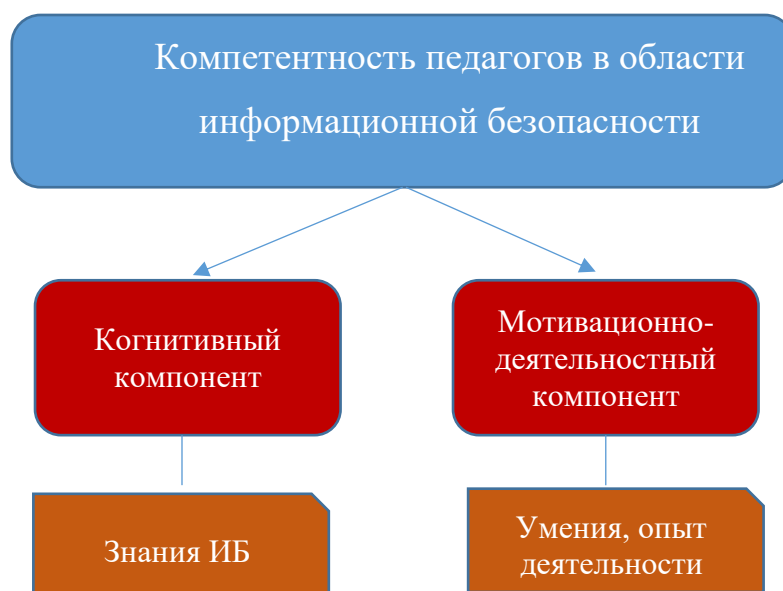 Компетентность педагогов в области
информационной безопасности
Когнитивный
компонент
Мотивационно-
деятельностный
компонент
Знания ИБ
Умения, опыт
деятельности